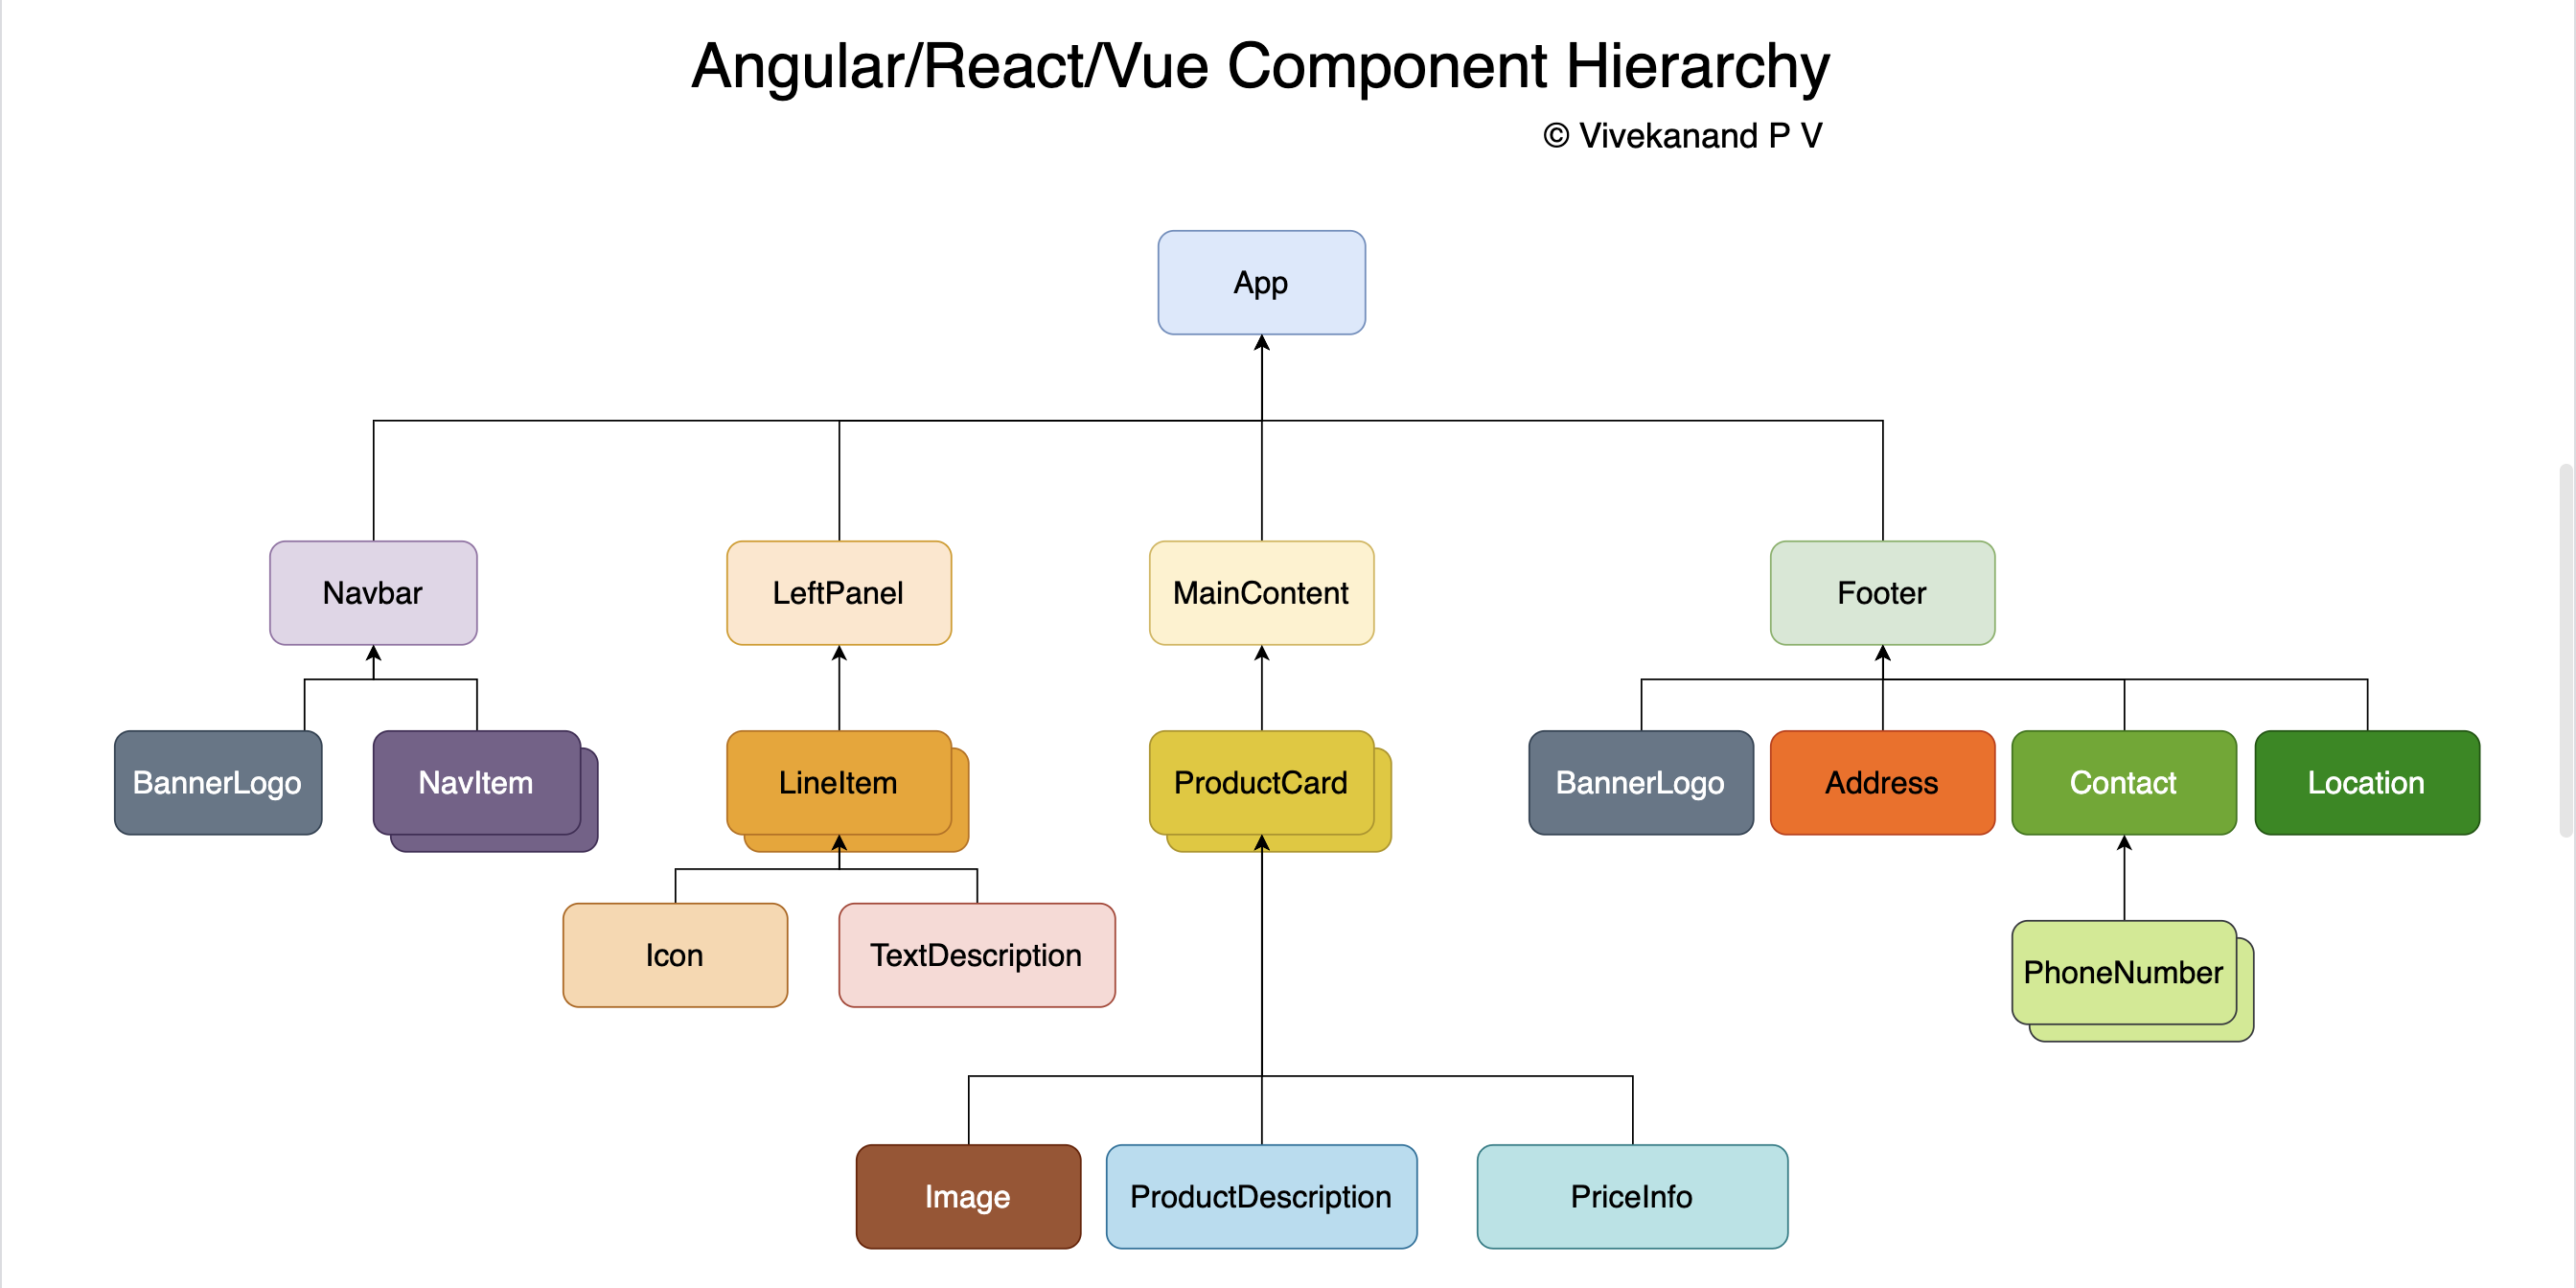 Angular/React/Vue Component Hierarchy
© Vivekanand P V
App
Navbar
LeftPanel
MainContent
Footer
BannerLogo
NavItem
LineItem
ProductCard
BannerLogo
Address
Contact
Location
Icon
TextDescription
PhoneNumber
Image
ProductDescription
PriceInfo